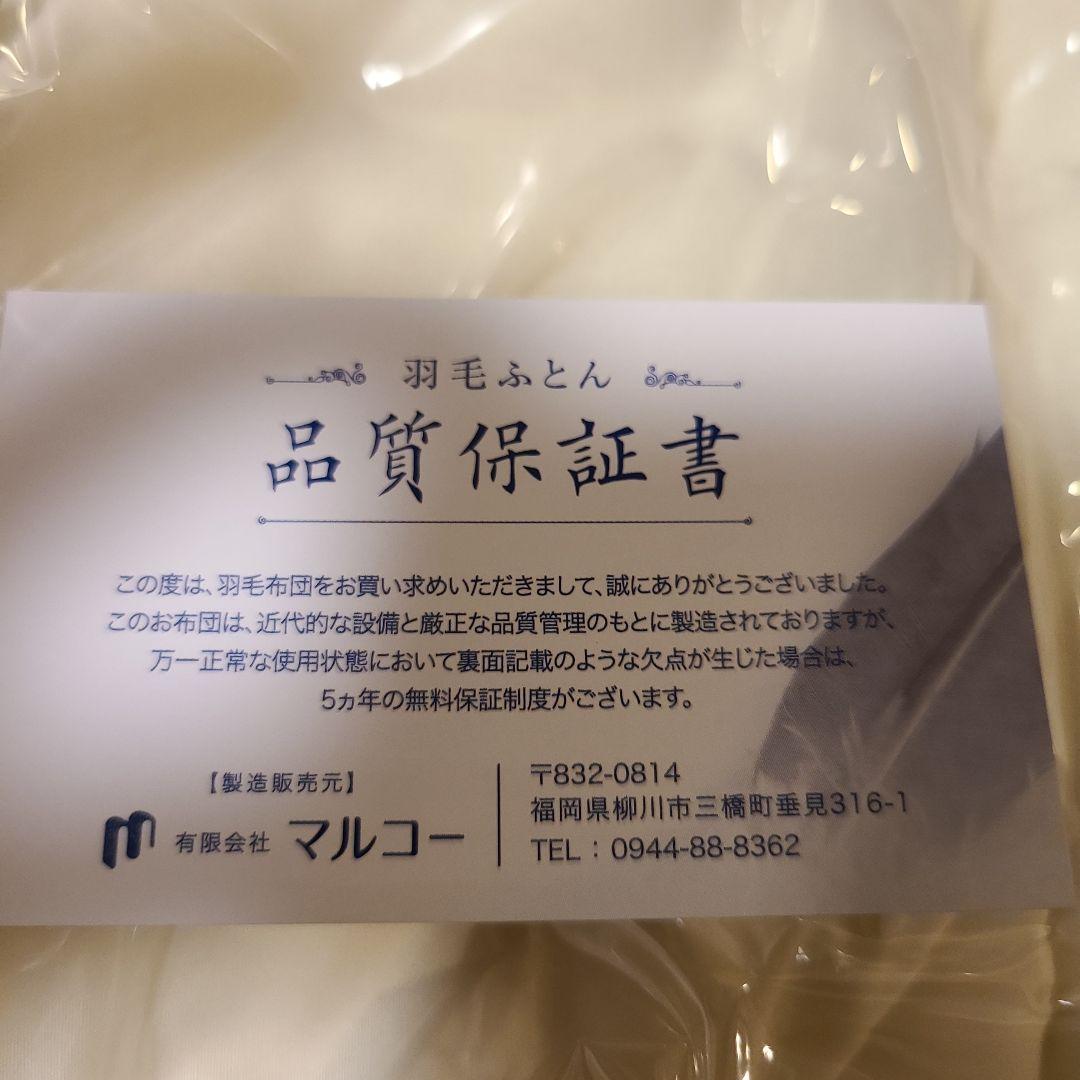 羽毛ふとん
品質保証書
この度は、羽毛布団をお買い求めいただきまして、誠にありがとうございました。
このお布団は、近代的な設備と厳正な品質管理のもとに製造されておりますが、
万一正常な使用状態において裏面記載のような欠点が生じた場合は、
5ヵ年の無料保証制度がございます。
【製造販売元】
有限会社 マルコー
〒832-0814
福岡県柳川市三橋町垂見316-1
TEL：0944-88-8362